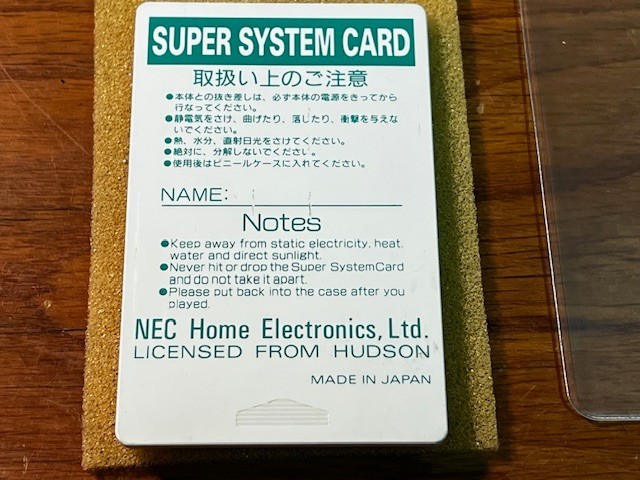 SUPER SYSTEM CARD
取扱い上のご注意
●本体との抜き差しは、必ず本体の電源をきってから
行なってください。
●静電気をさけ、曲げたり、落したり、衝撃を与えな
いでください。
●熱、水分、直射日光をさけてください。
●絶対に、分解しないでください。
●使用後はビニールケースに入れてください。
NAME:
Notes
●Keep away from static electricity, heat,
water and direct sunlight.
●Never hit or drop the Super SystemCard
and do not take it apart.
●Please put back into the case after you
played.
NEC Home Electronics, Ltd.
LICENSED FROM HUDSON
MADE IN JAPAN